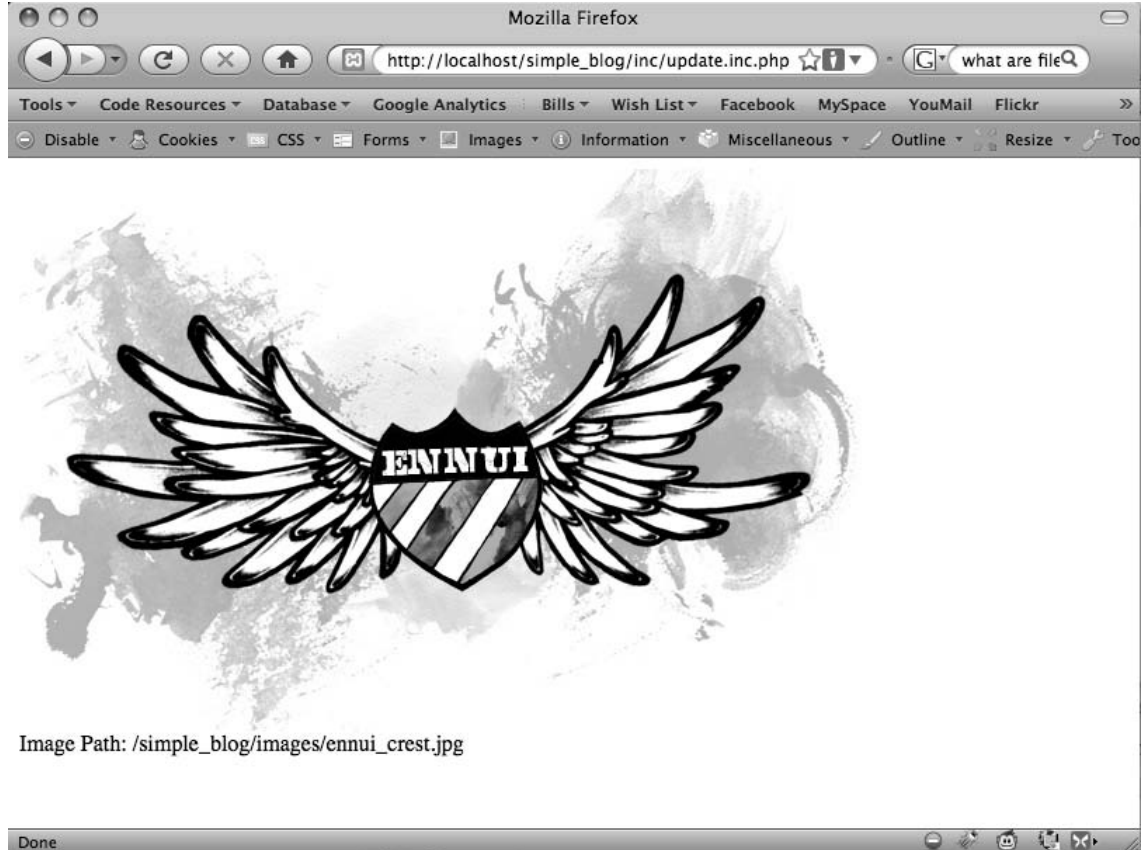 Mozilla Firefox
http://localhost/simple_blog/inc/update.inc.php
G what are file
Tools Code Resources Database Google Analytics Bills Wish List Facebook MySpace YouMail Flickr »
Disable Cookies CSS CSS Forms Images Information Miscellaneous Outline Resize Too
ENNUI
Image Path: /simple_blog/images/ennui_crest.jpg
Done